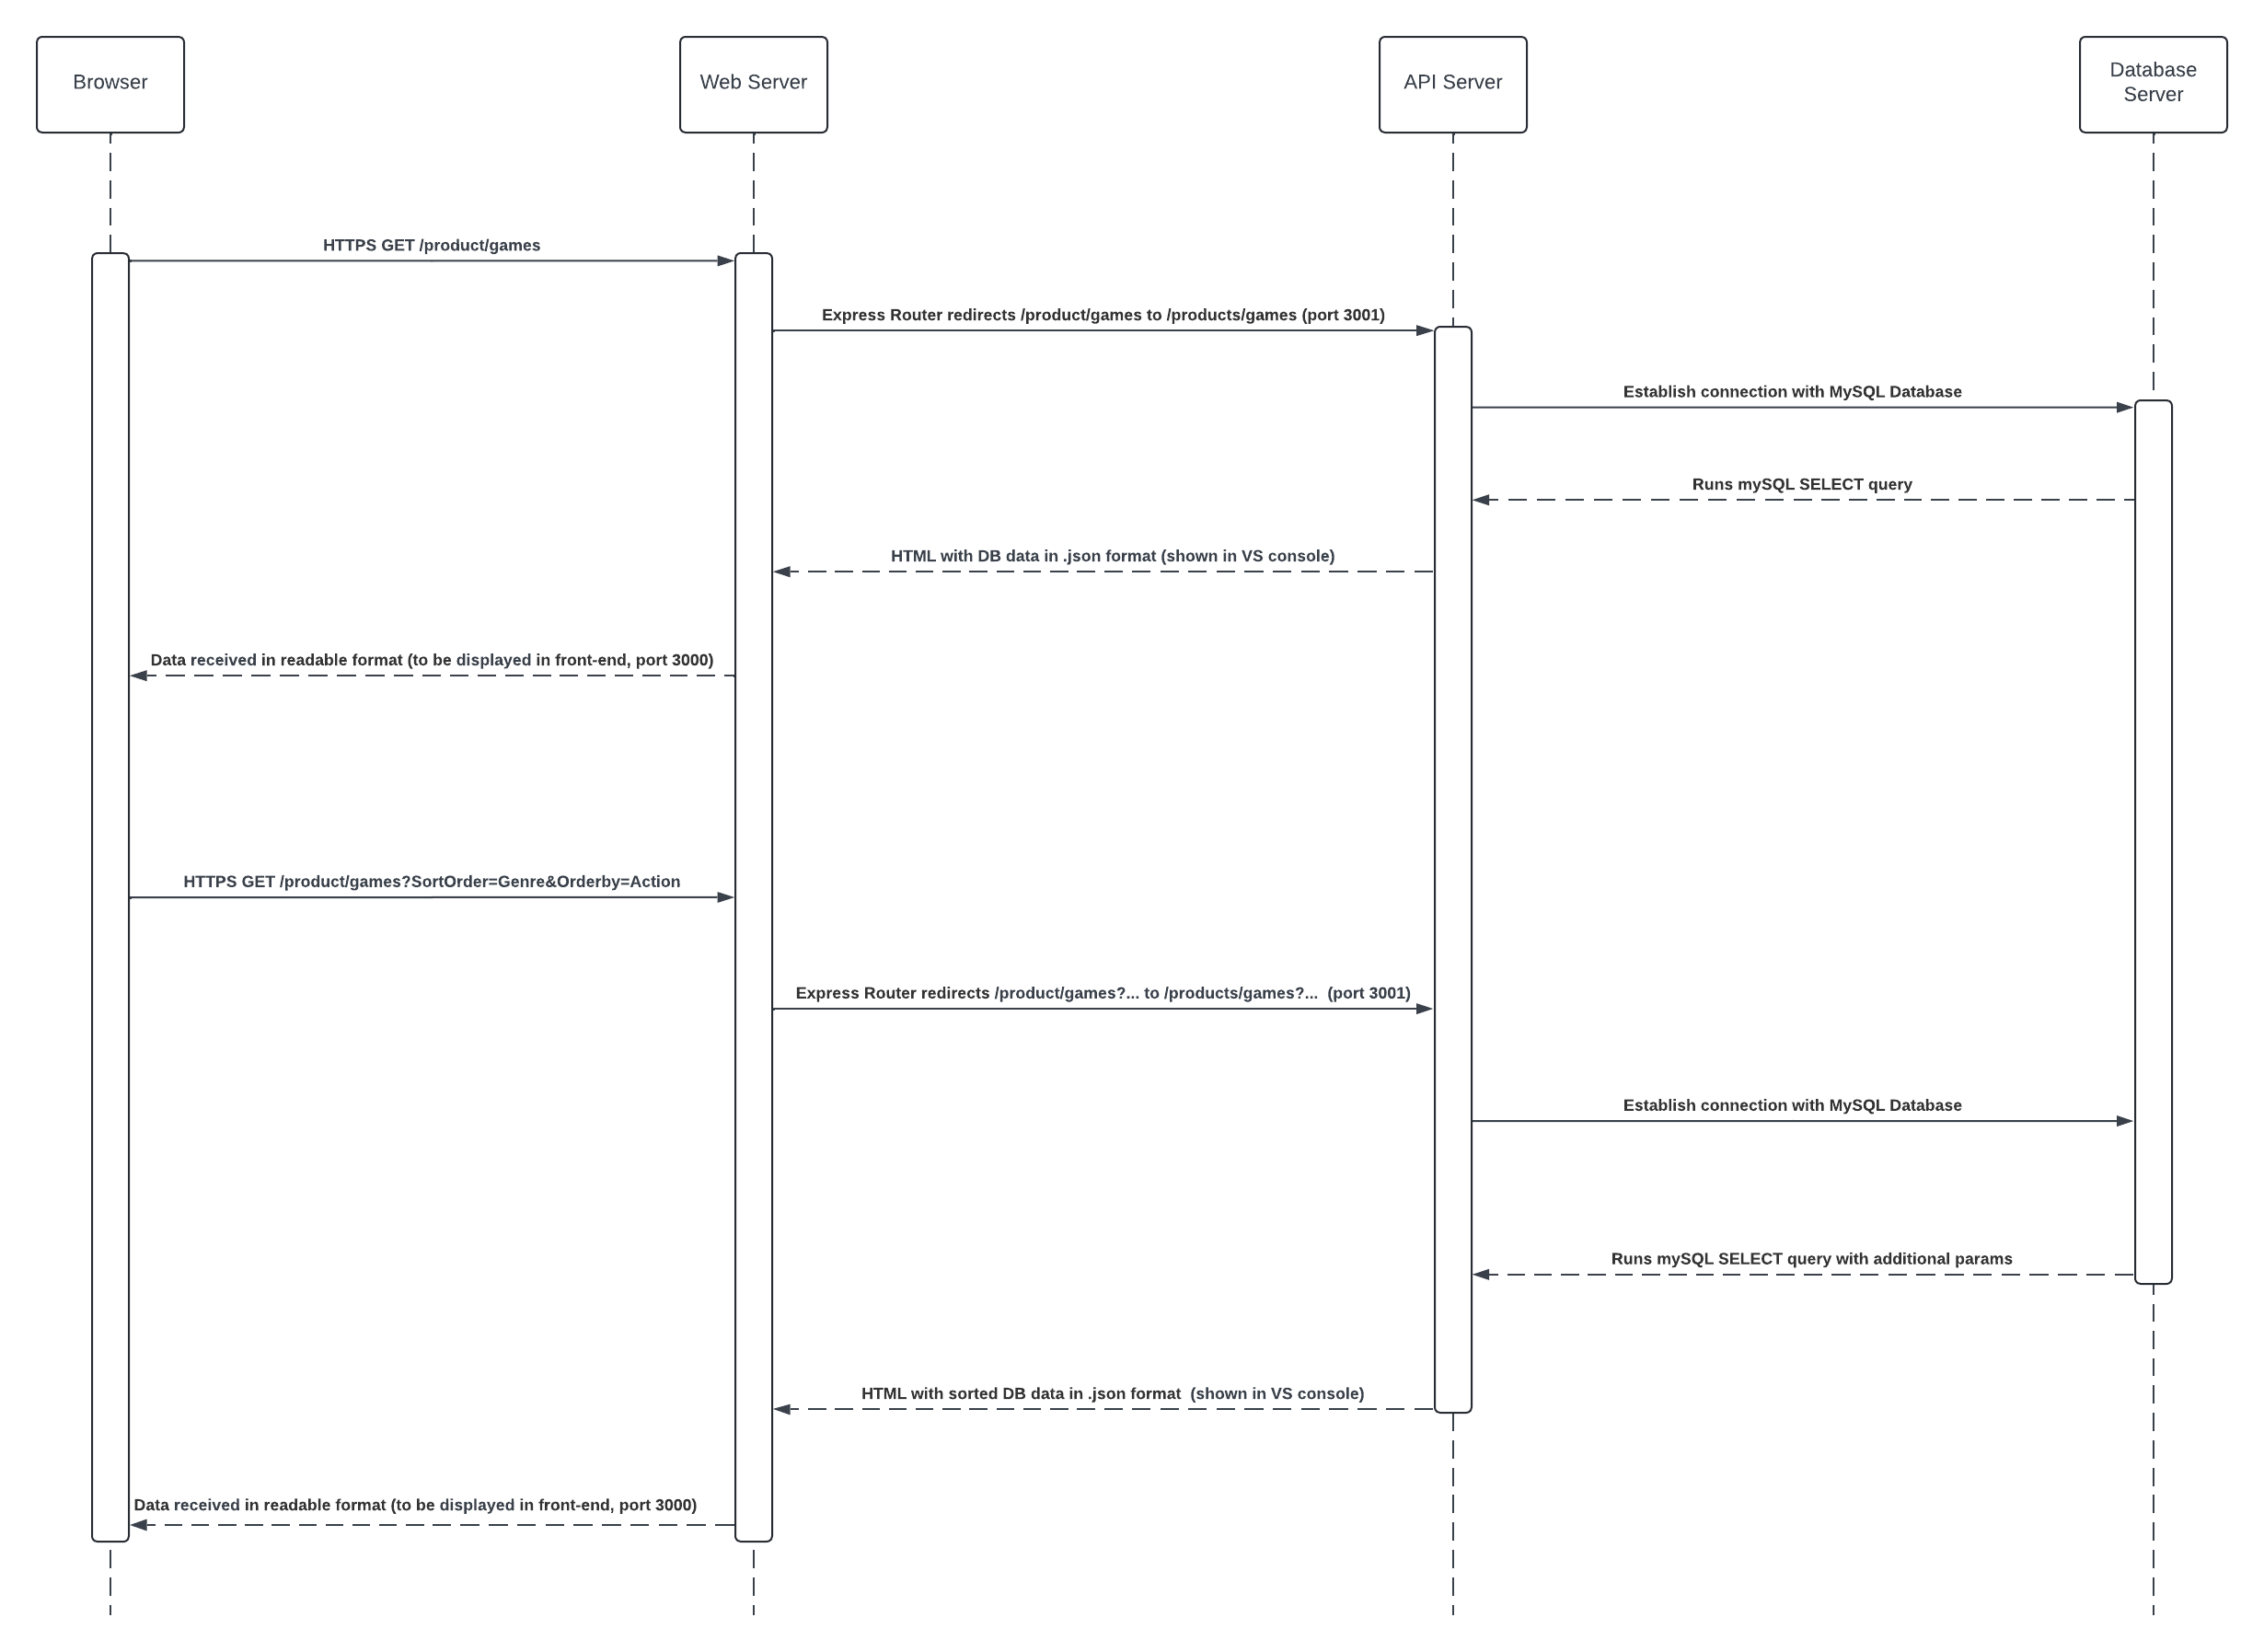 Browser
Web Server
API Server
Database
Server
HTTPS GET /product/games
Express Router redirects /product/games to /products/games (port 3001)
Establish connection with MySQL Database
Runs mySQL SELECT query
HTML with DB data in .json format (shown in VS console)
Data received in readable format (to be displayed in front-end, port 3000)
HTTPS GET /product/games?SortOrder=Genre&Orderby=Action
Express Router redirects /product/games?... to /products/games?... (port 3001)
Establish connection with MySQL Database
Runs mySQL SELECT query with additional params
HTML with sorted DB data in .json format (shown in VS console)
Data received in readable format (to be displayed in front-end, port 3000)